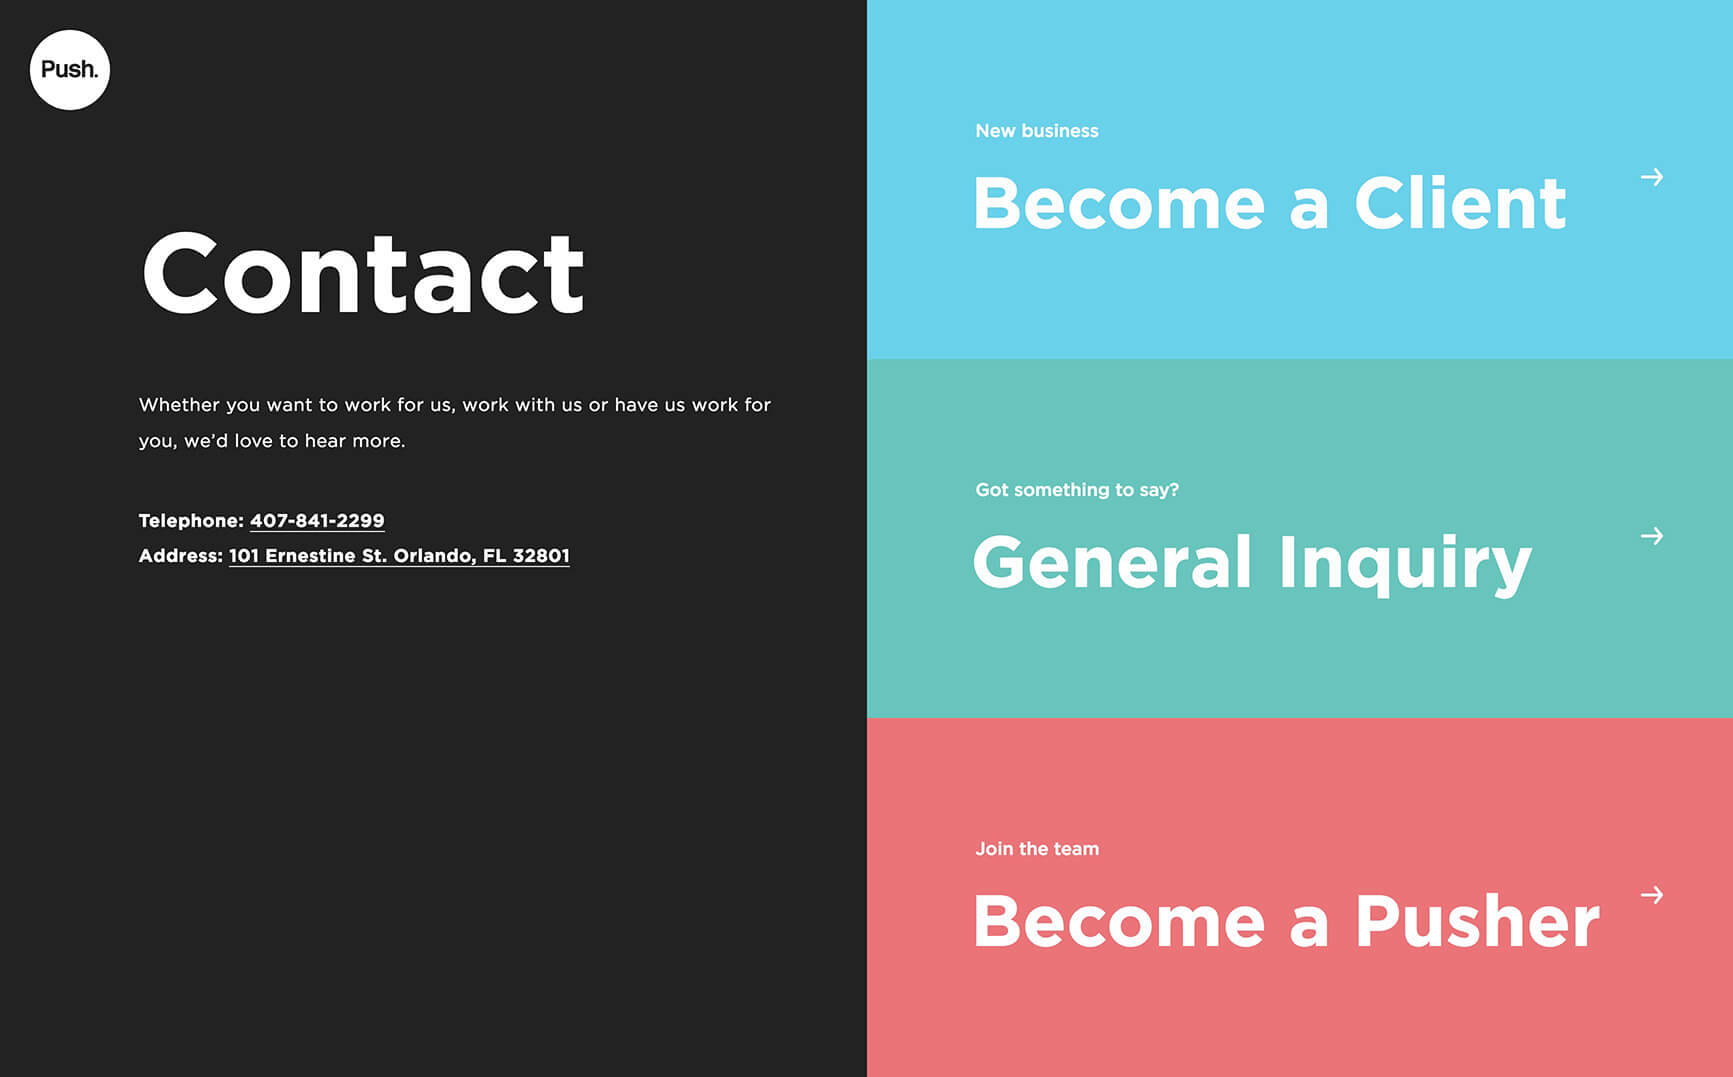 Push.
Contact
Whether you want to work for us, work with us or have us work for
you, we’d love to hear more.
Telephone: 407-841-2299
Address: 101 Ernestine St. Orlando, FL 32801
New business
Become a Client
Got something to say?
General Inquiry
Join the team
Become a Pusher